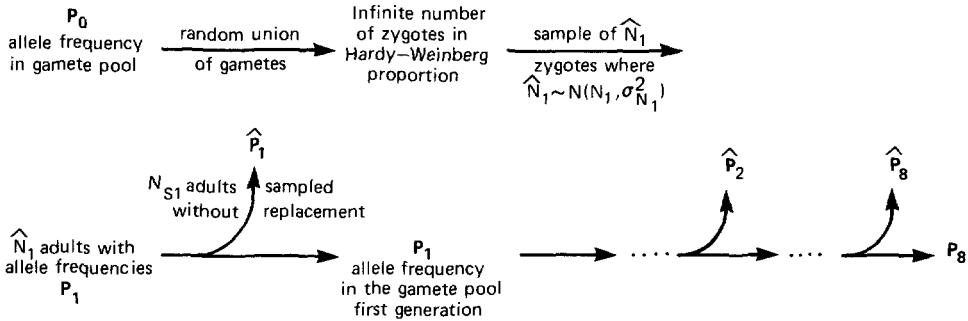 P₀
allele frequency
in gamete pool
random union
of gametes
Infinite number
of zygotes in
Hardy–Weinberg
proportion
sample of N̂₁
zygotes where
N̂₁~N(N₁,σ²N₁)
P̂₁
N_S1 adults
without
sampled
replacement
N̂₁ adults with
allele frequencies
P₁
P₁
allele frequency
in the gamete pool
first generation
....
P̂₂
....
P̂₈
P₈